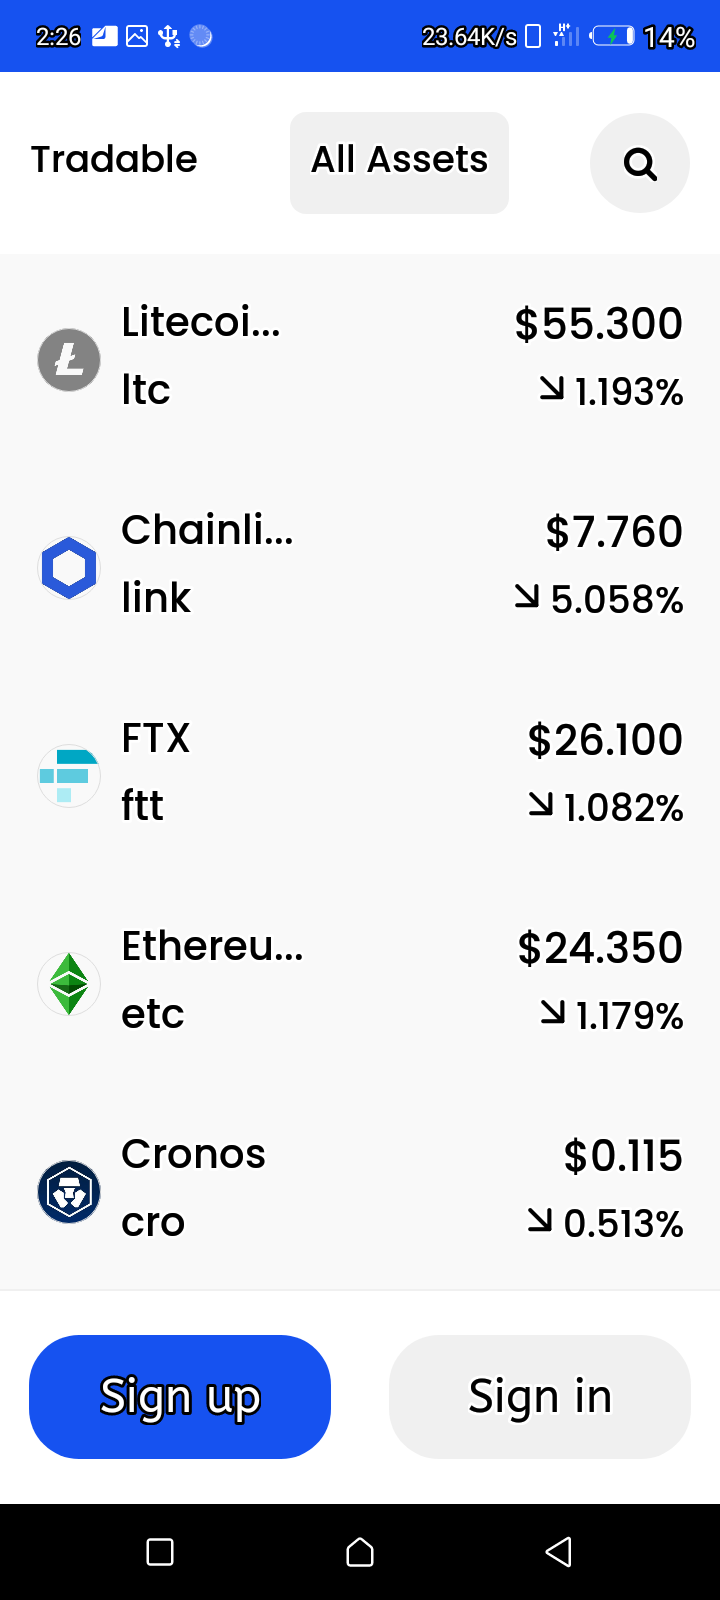 2:26 23.64K/s H+ 14%
Tradable All Assets
Litecoi... $55.300
ltc 1.193%
Chainli... $7.760
link 5.058%
FTX $26.100
ftt 1.082%
Ethereu... $24.350
etc 1.179%
Cronos $0.115
cro 0.513%
Sign up Sign in